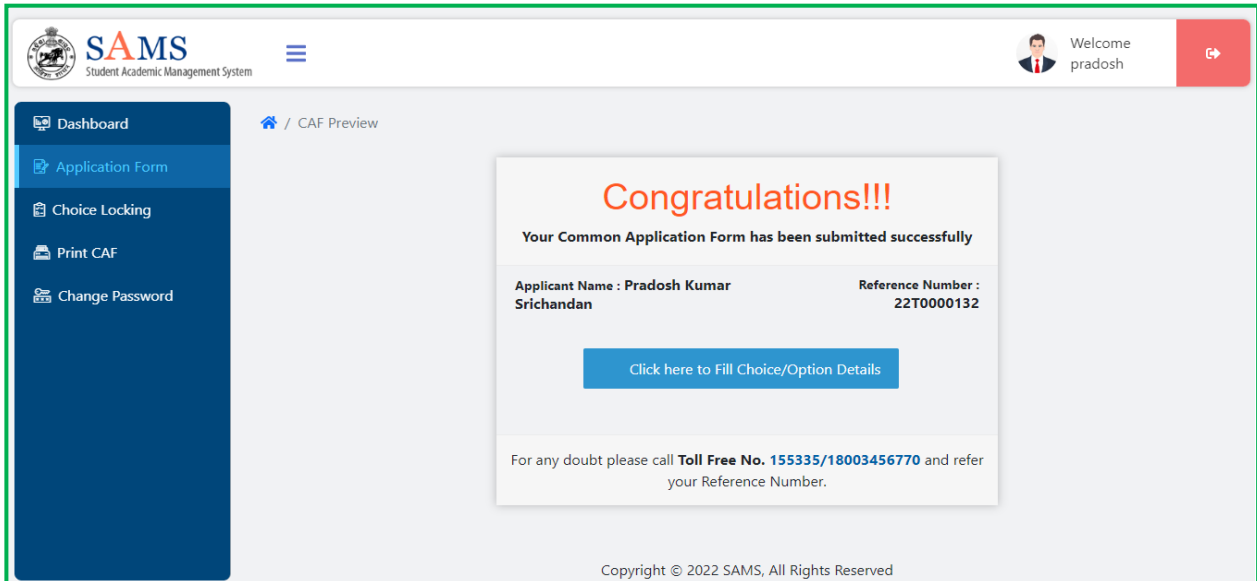 SAMS
Student Academic Management System
Welcome
pradosh
Dashboard
Application Form
Choice Locking
Print CAF
Change Password
/ CAF Preview
Congratulations!!!
Your Common Application Form has been submitted successfully
Applicant Name : Pradosh Kumar
Srichandan
Reference Number :
22T0000132
Click here to Fill Choice/Option Details
For any doubt please call Toll Free No. 155335/18003456770 and refer
your Reference Number.
Copyright © 2022 SAMS, All Rights Reserved